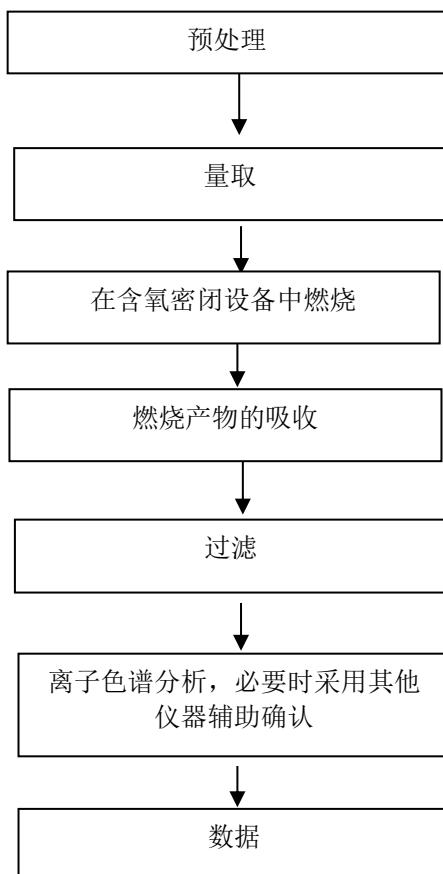 预处理
量取
在含氧密闭设备中燃烧
燃烧产物的吸收
过滤
离子色谱分析，必要时采用其他
仪器辅助确认
数据